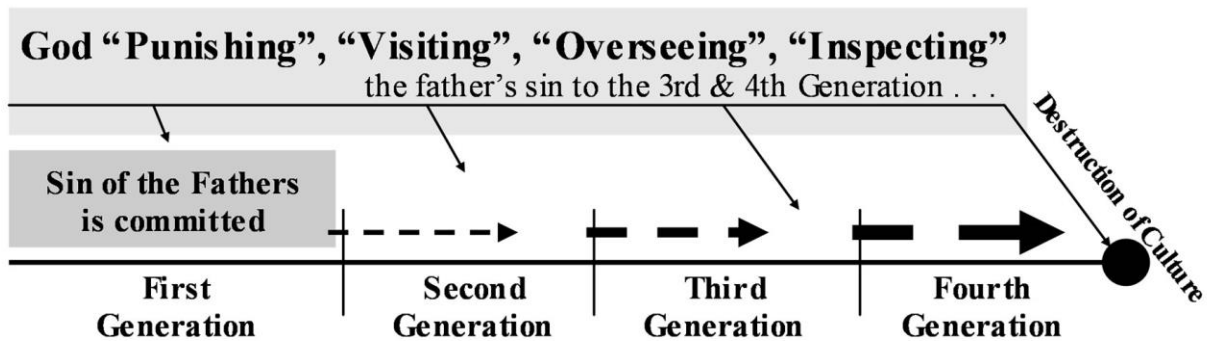 God “Punishing”, “Visiting”, “Overseeing”, “Inspecting”
the father’s sin to the 3rd & 4th Generation . . .
Destruction of Culture
Sin of the Fathers
is committed
First
Generation
Second
Generation
Third
Generation
Fourth
Generation